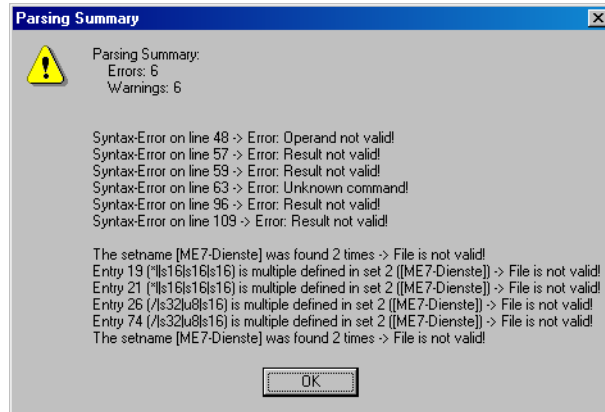 Parsing Summary
Parsing Summary:
Errors: 6
Warnings: 6
Syntax-Error on line 48 -> Error: Operand not valid!
Syntax-Error on line 57 -> Error: Result not valid!
Syntax-Error on line 59 -> Error: Result not valid!
Syntax-Error on line 63 -> Error: Unknown command!
Syntax-Error on line 96 -> Error: Result not valid!
Syntax-Error on line 109 -> Error: Result not valid!
The setname [ME7-Dienste] was found 2 times -> File is not valid!
Entry 19 (*|s16|s16|s16) is multiple defined in set 2 ([ME7-Dienste]) -> File is not valid!
Entry 21 (*|s16|s16|s16) is multiple defined in set 2 ([ME7-Dienste]) -> File is not valid!
Entry 26 (/|s32|u8|s16) is multiple defined in set 2 ([ME7-Dienste]) -> File is not valid!
Entry 74 (/|s32|u8|s16) is multiple defined in set 2 ([ME7-Dienste]) -> File is not valid!
The setname [ME7-Dienste] was found 2 times -> File is not valid!
OK